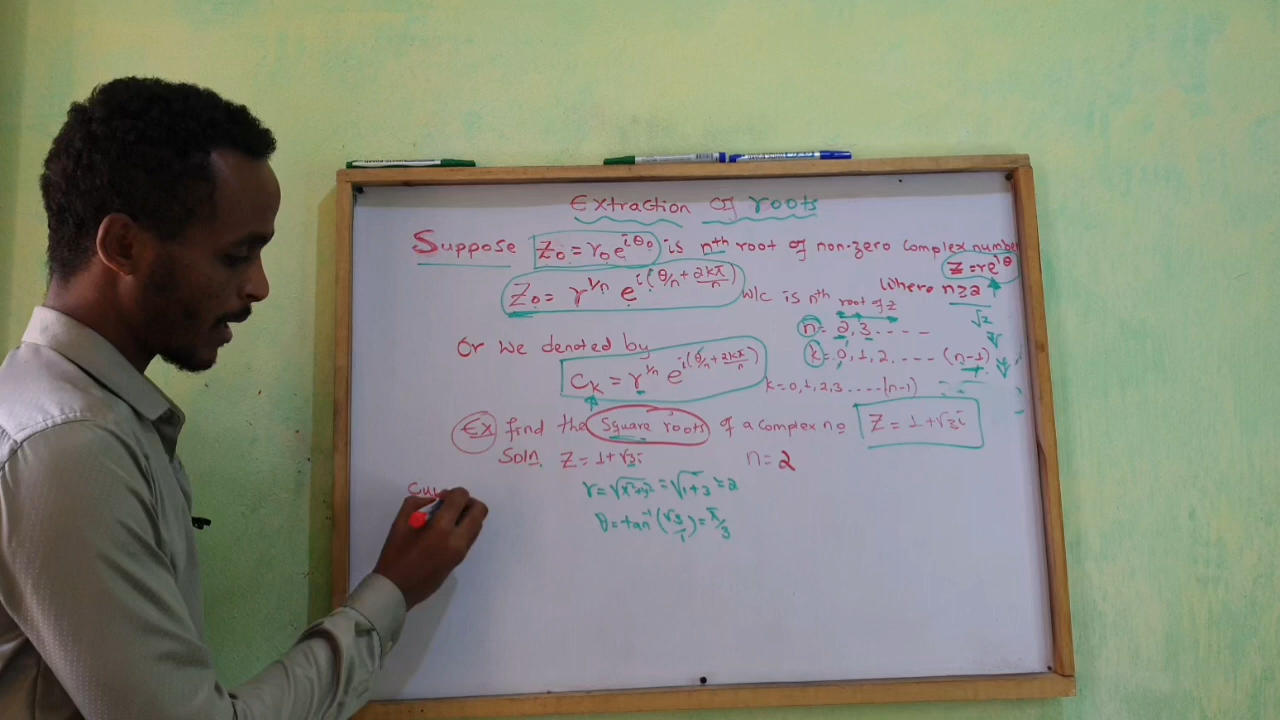 Extraction of roots
Suppose Z₀ = r₀e^{iθ₀} is nth root of non-zero complex number
Z = re^{iθ}
Z₀ = r^{1/n} e^{i(θ/n + 2kπ/n)} w/c is nth root of z
where n≥2
√2
n = 2, 3 - - - -
Or we denoted by
k = 0, 1, 2, ---- (n-1)
C_k = r^{1/n} e^{i(θ/n + 2kπ/n)}
k=0,1,2,3 ----(n-1)
Ex find the square roots of a complex no Z = 1+√3i
Soln. Z = 1+√3i n=2
r=√x²+y² = √1+3 = 2
θ = tan⁻¹(√3/1) = π/3